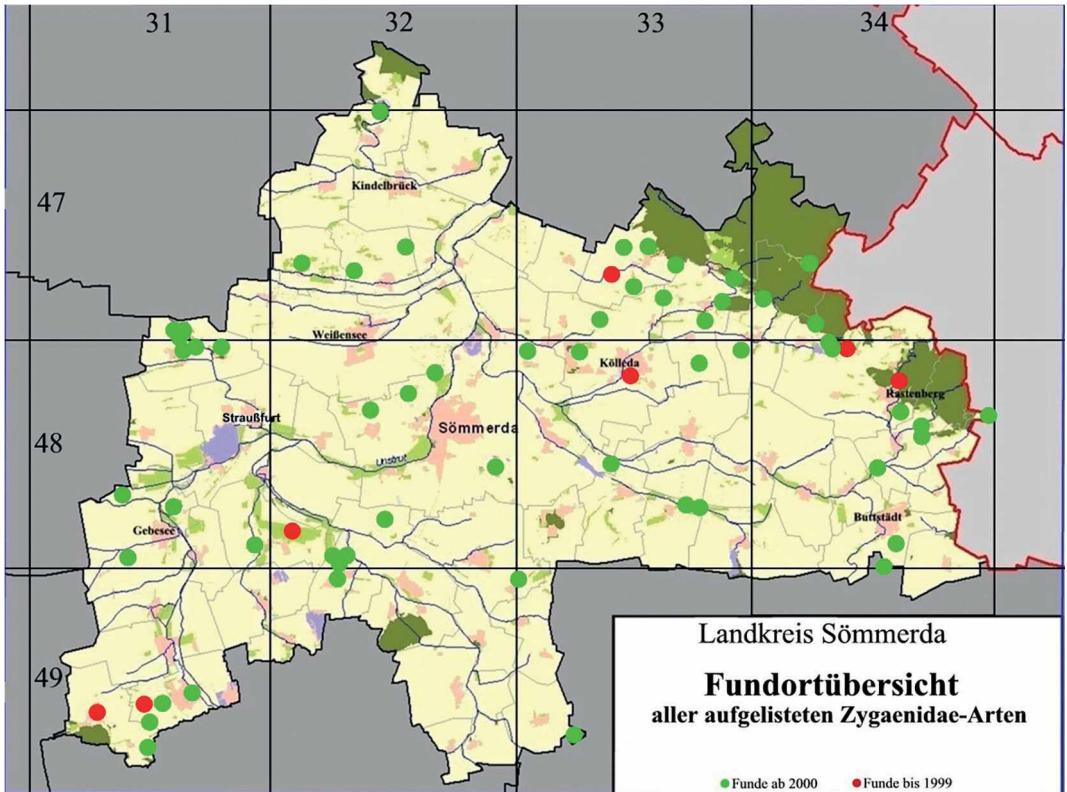 31 32 33 34
47
Kindelbrück
Weißensee
Kölleda
Rastenberg
Straußfurt
Sömmerda
48
Unstrut
Gebesee
Buttstädt
49
Landkreis Sömmerda
Fundortübersicht
aller aufgelisteten Zygaenidae-Arten
Funde ab 2000 Funde bis 1999